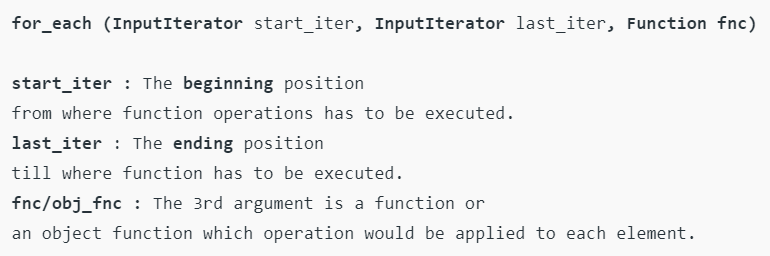 for_each (InputIterator start_iter, InputIterator last_iter, Function fnc)
start_iter : The beginning position
from where function operations has to be executed.
last_iter : The ending position
till where function has to be executed.
fnc/obj_fnc : The 3rd argument is a function or
an object function which operation would be applied to each element.